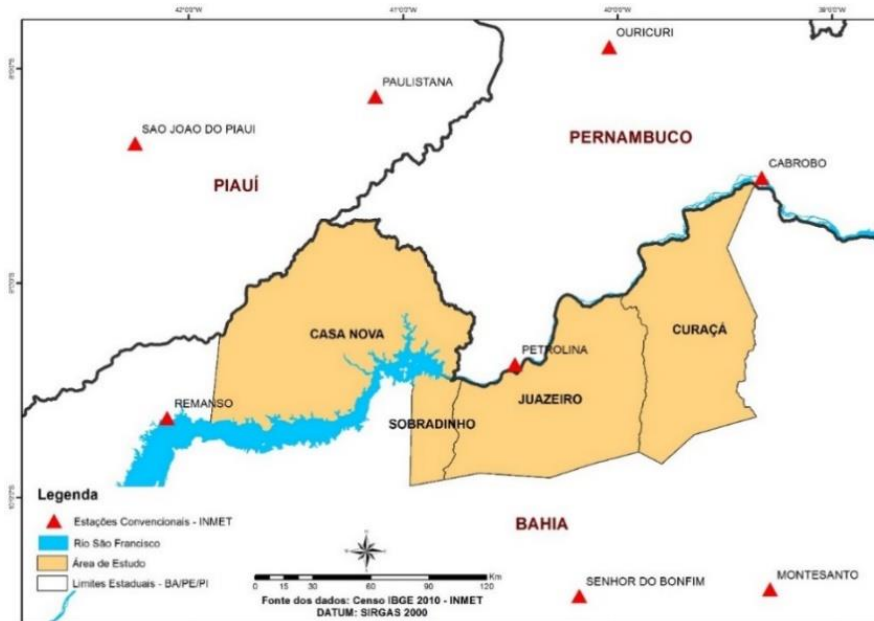 42°0'0"W 41°0'0"W 40°0'0"W
OURICURI
PAULISTANA
SAO JOAO DO PIAUI
PERNAMBUCO
CABROBO
PIAUÍ
CASA NOVA
CURAÇÁ
PETROLINA
JUAZEIRO
REMANSO
SOBRADINHO
BAHIA
Legenda
Estações Convencionais - INMET
Rio São Francisco
Área de Estudo
Limites Estaduais - BA/PE/PI
0 15 30 60 90 120
Km
Fonte dos dados: Censo IBGE 2010 - INMET
DATUM: SIRGAS 2000
SENHOR DO BONFIM
MONTESANTO